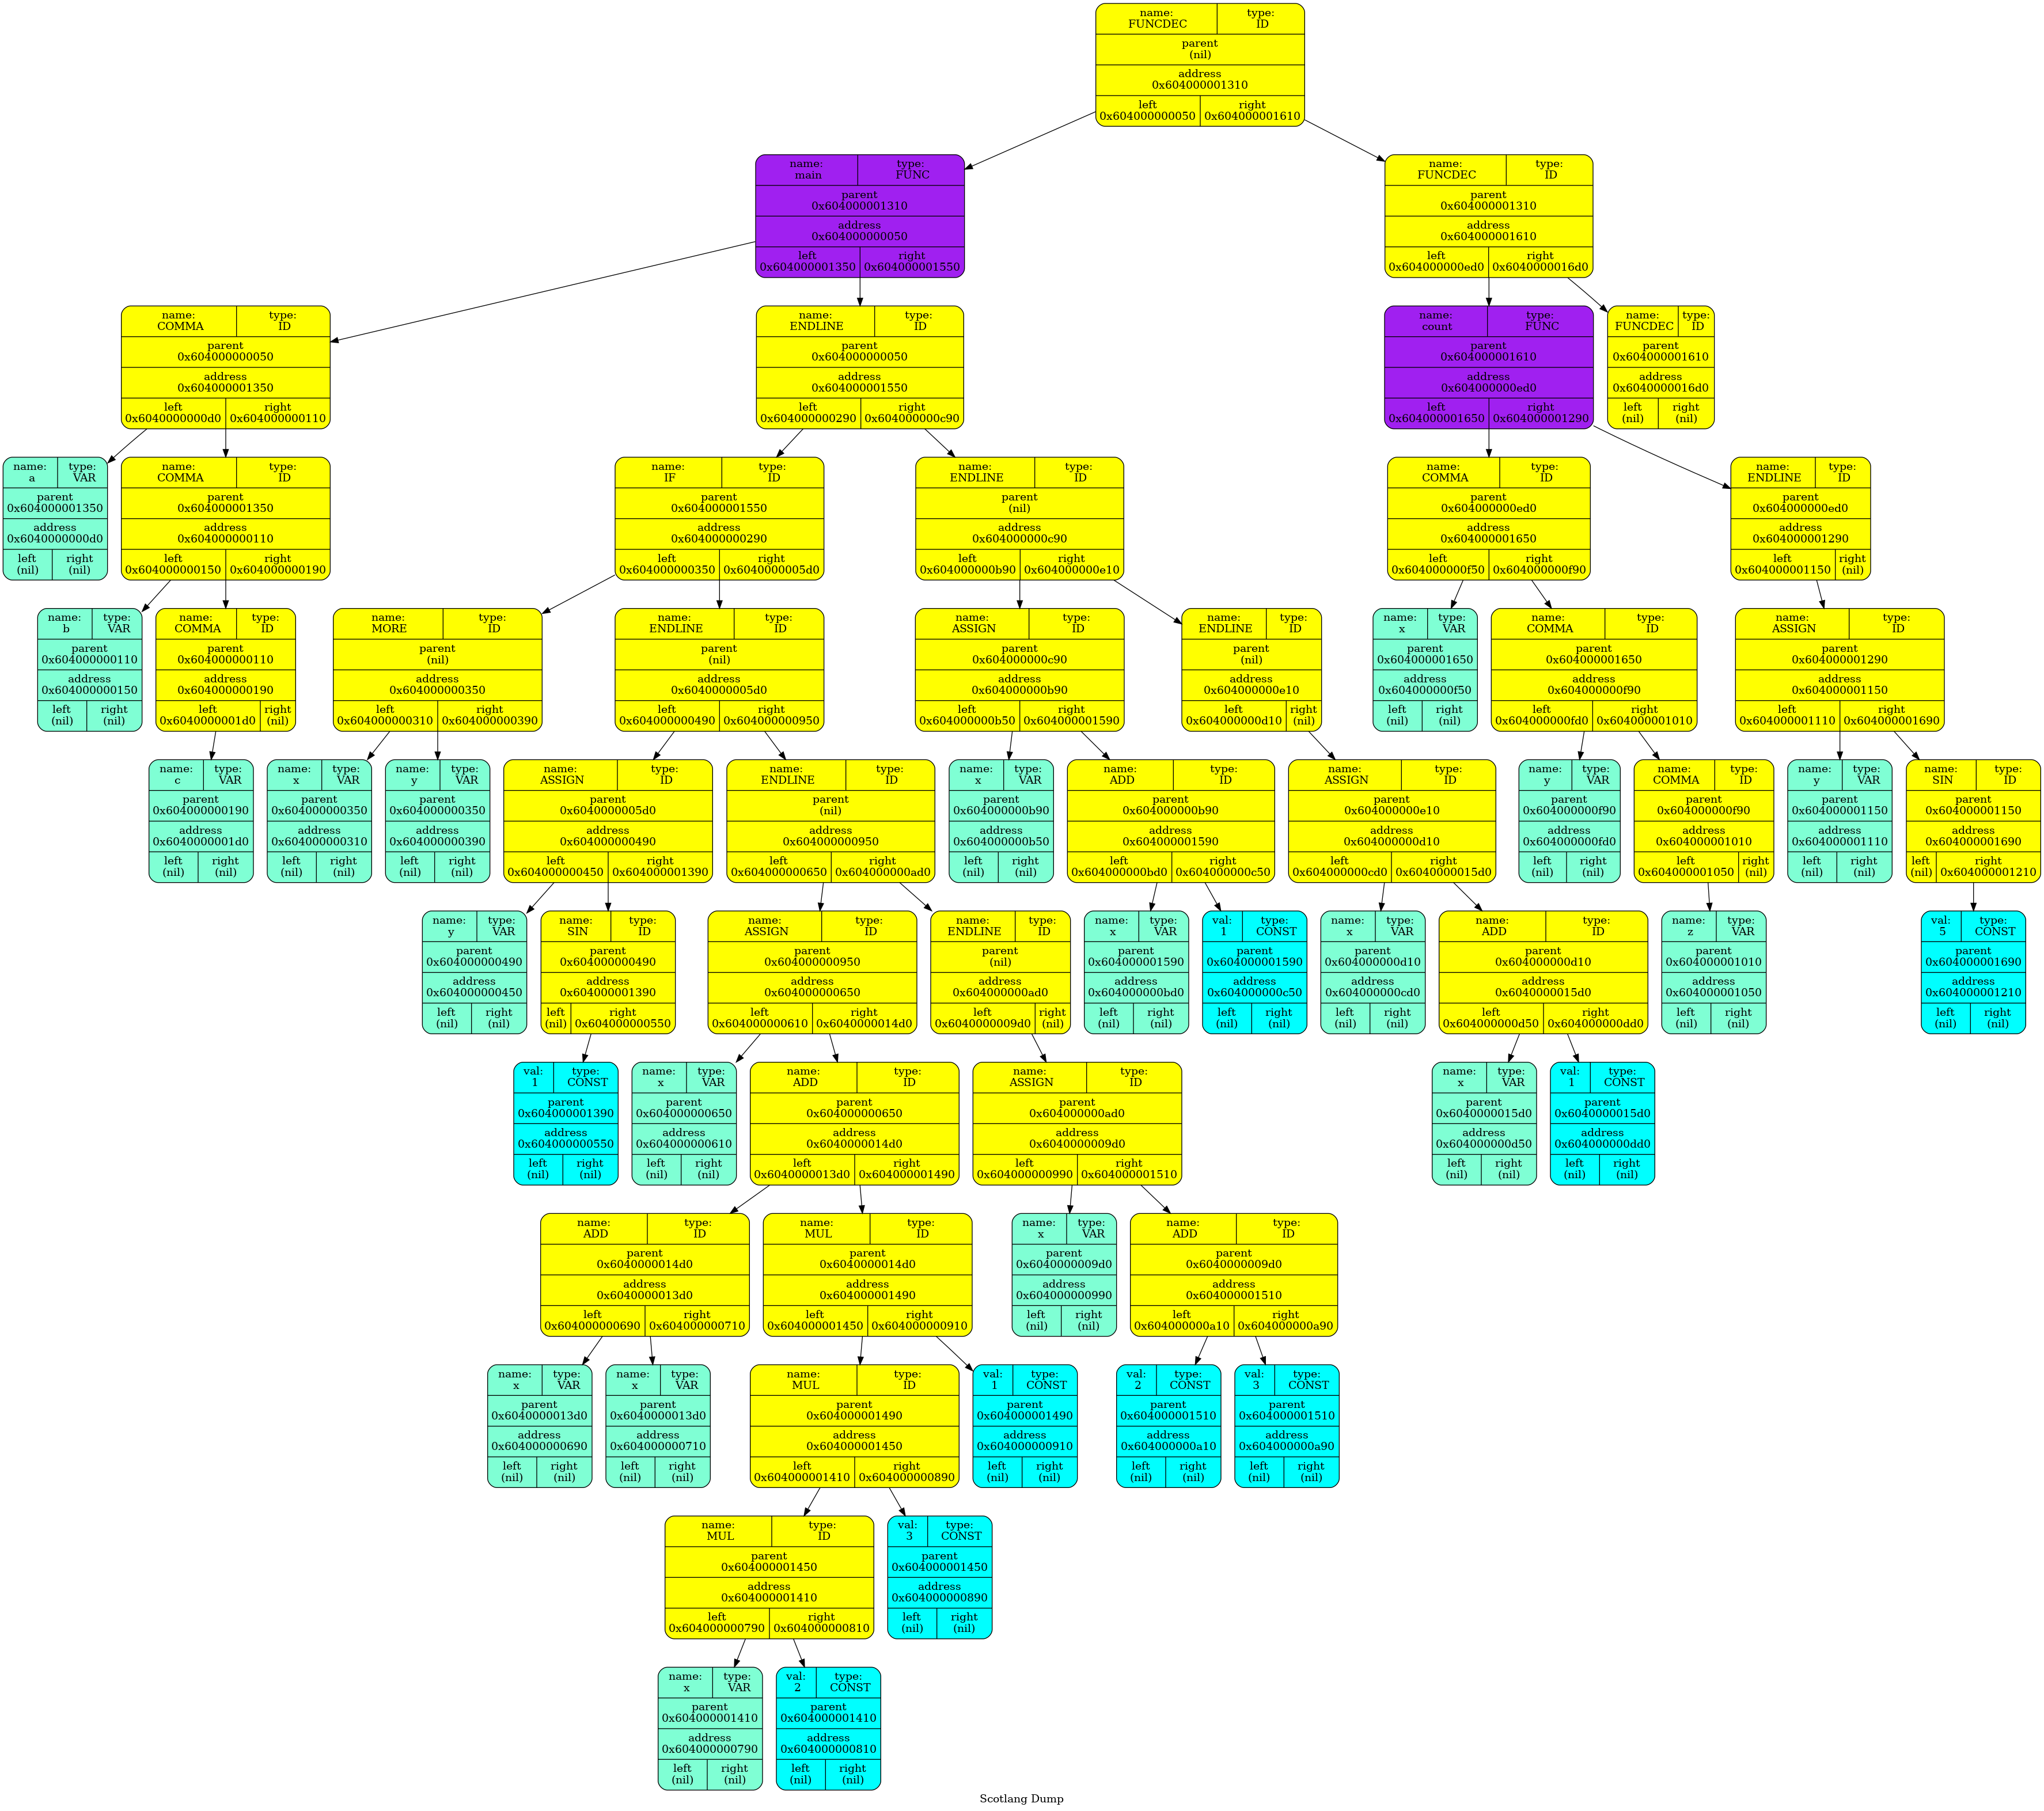 name: type:
FUNCDEC ID
parent
(nil)
address
0x604000001310
left right
0x604000000050 0x604000001610
name: type:
main FUNC
parent
0x604000001310
address
0x604000000050
left right
0x604000001350 0x604000001550
name: type:
FUNCDEC ID
parent
0x604000001310
address
0x604000001610
left right
0x604000000ed0 0x6040000016d0
name: type:
COMMA ID
parent
0x604000000050
address
0x604000001350
left right
0x6040000000d0 0x604000000110
name: type:
ENDLINE ID
parent
0x604000000050
address
0x604000001550
left right
0x604000000290 0x604000000c90
name: type:
count FUNC
parent
0x604000001610
address
0x604000000ed0
left right
0x604000001650 0x604000001290
name: type:
FUNCDEC ID
parent
0x604000001610
address
0x6040000016d0
left right
(nil) (nil)
name: type:
a VAR
parent
0x604000001350
address
0x6040000000d0
left right
(nil) (nil)
name: type:
COMMA ID
parent
0x604000001350
address
0x604000000110
left right
0x604000000150 0x604000000190
name: type:
IF ID
parent
0x604000001550
address
0x604000000290
left right
0x604000000350 0x6040000005d0
name: type:
ENDLINE ID
parent
(nil)
address
0x604000000c90
left right
0x604000000b90 0x604000000e10
name: type:
COMMA ID
parent
0x604000000ed0
address
0x604000001650
left right
0x604000000f50 0x604000000f90
name: type:
ENDLINE ID
parent
0x604000000ed0
address
0x604000001290
left right
0x604000001150 (nil)
name: type:
b VAR
parent
0x604000000110
address
0x604000000150
left right
(nil) (nil)
name: type:
COMMA ID
parent
0x604000000110
address
0x604000000190
left right
0x6040000001d0 (nil)
name: type:
MORE ID
parent
(nil)
address
0x604000000350
left right
0x604000000310 0x604000000390
name: type:
ENDLINE ID
parent
(nil)
address
0x6040000005d0
left right
0x604000000490 0x604000000950
name: type:
ASSIGN ID
parent
0x604000000c90
address
0x604000000b90
left right
0x604000000b50 0x604000001590
name: type:
ENDLINE ID
parent
(nil)
address
0x604000000e10
left right
0x604000000d10 (nil)
name: type:
x VAR
parent
0x604000001650
address
0x604000000f50
left right
(nil) (nil)
name: type:
COMMA ID
parent
0x604000001650
address
0x604000000f90
left right
0x604000000fd0 0x604000001010
name: type:
ASSIGN ID
parent
0x604000001290
address
0x604000001150
left right
0x604000001110 0x604000001690
name: type:
c VAR
parent
0x604000000190
address
0x6040000001d0
left right
(nil) (nil)
name: type:
x VAR
parent
0x604000000350
address
0x604000000310
left right
(nil) (nil)
name: type:
y VAR
parent
0x604000000350
address
0x604000000390
left right
(nil) (nil)
name: type:
ASSIGN ID
parent
0x6040000005d0
address
0x604000000490
left right
0x604000000450 0x604000001390
name: type:
ENDLINE ID
parent
(nil)
address
0x604000000950
left right
0x604000000650 0x604000000ad0
name: type:
x VAR
parent
0x604000000b90
address
0x604000000b50
left right
(nil) (nil)
name: type:
ADD ID
parent
0x604000000b90
address
0x604000001590
left right
0x604000000bd0 0x604000000c50
name: type:
ASSIGN ID
parent
0x604000000e10
address
0x604000000d10
left right
0x604000000cd0 0x6040000015d0
name: type:
y VAR
parent
0x604000000f90
address
0x604000000fd0
left right
(nil) (nil)
name: type:
COMMA ID
parent
0x604000000f90
address
0x604000001010
left right
0x604000001050 (nil)
name: type:
y VAR
parent
0x604000001150
address
0x604000001110
left right
(nil) (nil)
name: type:
SIN ID
parent
0x604000001150
address
0x604000001690
left right
(nil) 0x604000001210
name: type:
y VAR
parent
0x604000000490
address
0x604000000450
left right
(nil) (nil)
name: type:
SIN ID
parent
0x604000000490
address
0x604000001390
left right
(nil) 0x604000000550
name: type:
ASSIGN ID
parent
0x604000000950
address
0x604000000650
left right
0x604000000610 0x6040000014d0
name: type:
ENDLINE ID
parent
(nil)
address
0x604000000ad0
left right
0x6040000009d0 (nil)
name: type:
x VAR
parent
0x604000001590
address
0x604000000bd0
left right
(nil) (nil)
val: type:
1 CONST
parent
0x604000001590
address
0x604000000c50
left right
(nil) (nil)
name: type:
x VAR
parent
0x604000000d10
address
0x604000000cd0
left right
(nil) (nil)
name: type:
ADD ID
parent
0x604000000d10
address
0x6040000015d0
left right
0x604000000d50 0x604000000dd0
name: type:
z VAR
parent
0x604000001010
address
0x604000001050
left right
(nil) (nil)
val: type:
5 CONST
parent
0x604000001690
address
0x604000001210
left right
(nil) (nil)
val: type:
1 CONST
parent
0x604000001390
address
0x604000000550
left right
(nil) (nil)
name: type:
x VAR
parent
0x604000000650
address
0x604000000610
left right
(nil) (nil)
name: type:
ADD ID
parent
0x604000000650
address
0x6040000014d0
left right
0x6040000013d0 0x604000001490
name: type:
ASSIGN ID
parent
0x604000000ad0
address
0x6040000009d0
left right
0x604000000990 0x604000001510
name: type:
x VAR
parent
0x6040000015d0
address
0x604000000d50
left right
(nil) (nil)
val: type:
1 CONST
parent
0x6040000015d0
address
0x604000000dd0
left right
(nil) (nil)
name: type:
ADD ID
parent
0x6040000014d0
address
0x6040000013d0
left right
0x604000000690 0x604000000710
name: type:
MUL ID
parent
0x6040000014d0
address
0x604000001490
left right
0x604000001450 0x604000000910
name: type:
x VAR
parent
0x6040000009d0
address
0x604000000990
left right
(nil) (nil)
name: type:
ADD ID
parent
0x6040000009d0
address
0x604000001510
left right
0x604000000a10 0x604000000a90
name: type:
x VAR
parent
0x6040000013d0
address
0x604000000690
left right
(nil) (nil)
name: type:
x VAR
parent
0x6040000013d0
address
0x604000000710
left right
(nil) (nil)
name: type:
MUL ID
parent
0x604000001490
address
0x604000001450
left right
0x604000001410 0x604000000890
val: type:
1 CONST
parent
0x604000001490
address
0x604000000910
left right
(nil) (nil)
val: type:
2 CONST
parent
0x604000001510
address
0x604000000a10
left right
(nil) (nil)
val: type:
3 CONST
parent
0x604000001510
address
0x604000000a90
left right
(nil) (nil)
name: type:
MUL ID
parent
0x604000001450
address
0x604000001410
left right
0x604000000790 0x604000000810
val: type:
3 CONST
parent
0x604000001450
address
0x604000000890
left right
(nil) (nil)
name: type:
x VAR
parent
0x604000001410
address
0x604000000790
left right
(nil) (nil)
val: type:
2 CONST
parent
0x604000001410
address
0x604000000810
left right
(nil) (nil)
Scotlang Dump